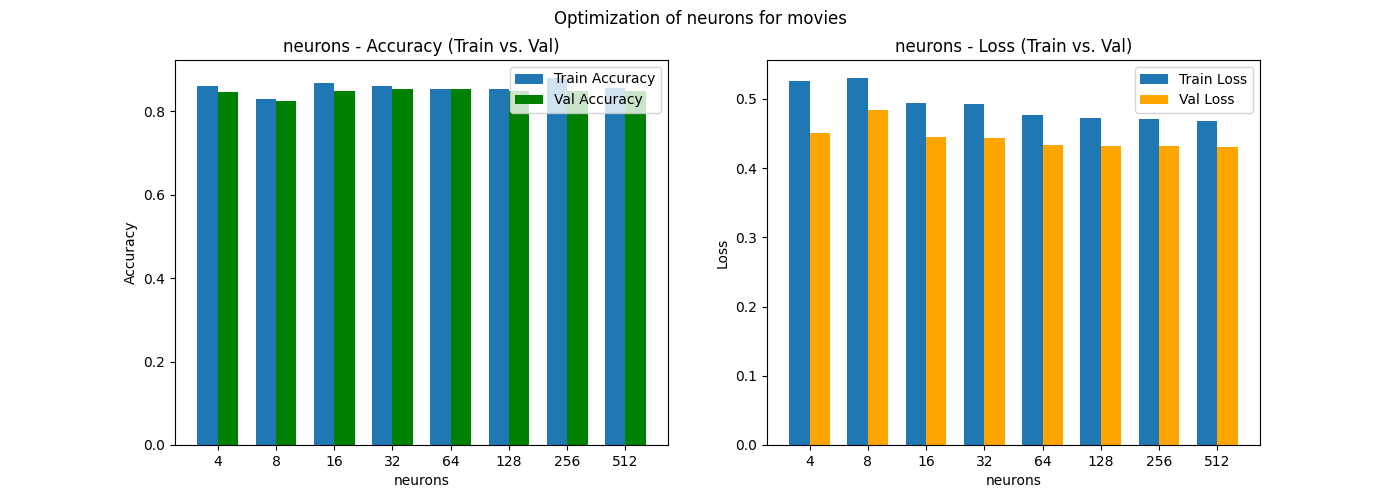 Optimization of neurons for movies
neurons - Accuracy (Train vs. Val)
Train Accuracy
Val Accuracy
0.8
0.6
0.4
0.2
0.0
Accuracy
4 8 16 32 64 128 256 512
neurons
neurons - Loss (Train vs. Val)
Train Loss
Val Loss
0.5
0.4
0.3
0.2
0.1
0.0
Loss
4 8 16 32 64 128 256 512
neurons